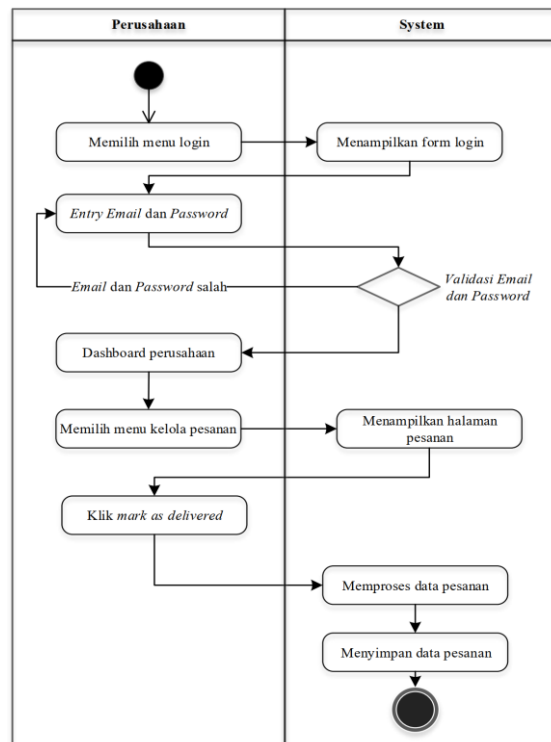 Perusahaan
System
Memilih menu login
Menampilkan form login
Entry Email dan Password
Email dan Password salah
Validasi Email
dan Password
Dashboard perusahaan
Memilih menu kelola pesanan
Menampilkan halaman
pesanan
Klik mark as delivered
Memproses data pesanan
Menyimpan data pesanan